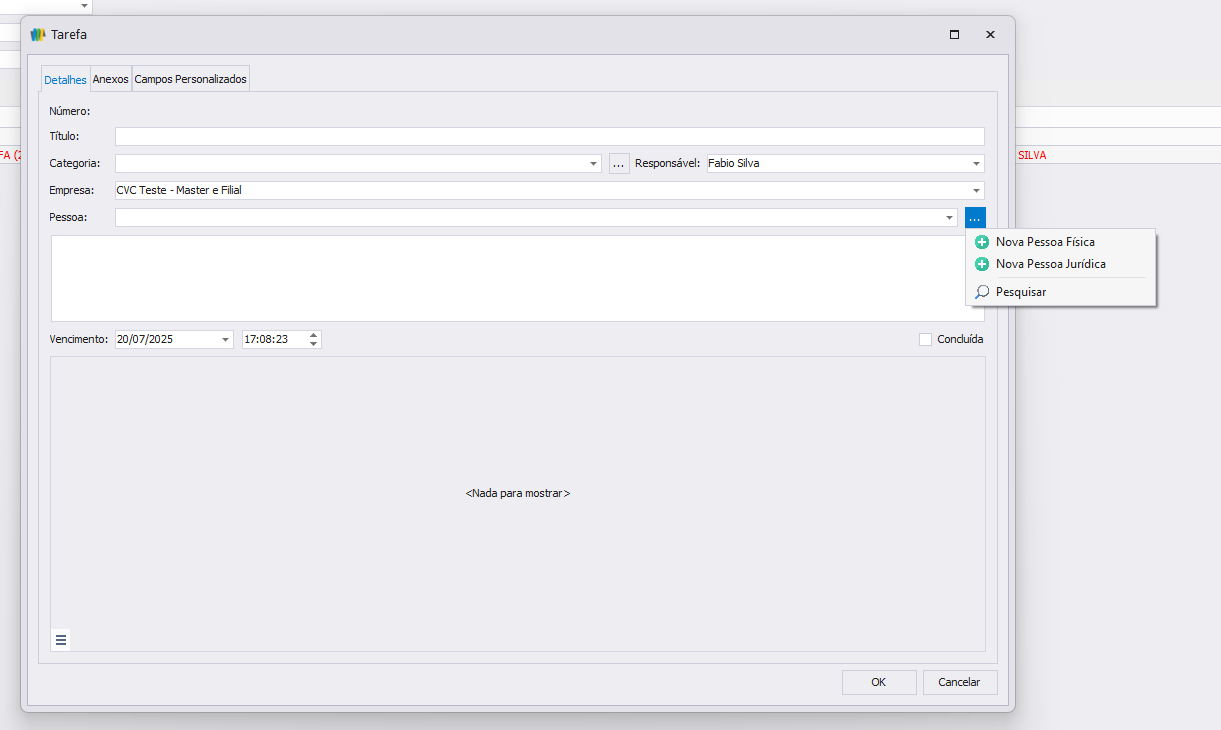 Tarefa
Detalhes Anexos Campos Personalizados
Número:
Título:
FA (2 SILVA
Categoria: ... Responsável: Fabio Silva
Empresa: CVC Teste - Master e Filial
Pessoa: ...
Nova Pessoa Física
Nova Pessoa Jurídica
Pesquisar
Vencimento: 20/07/2025 17:08:23 Concluída
<Nada para mostrar>
OK Cancelar